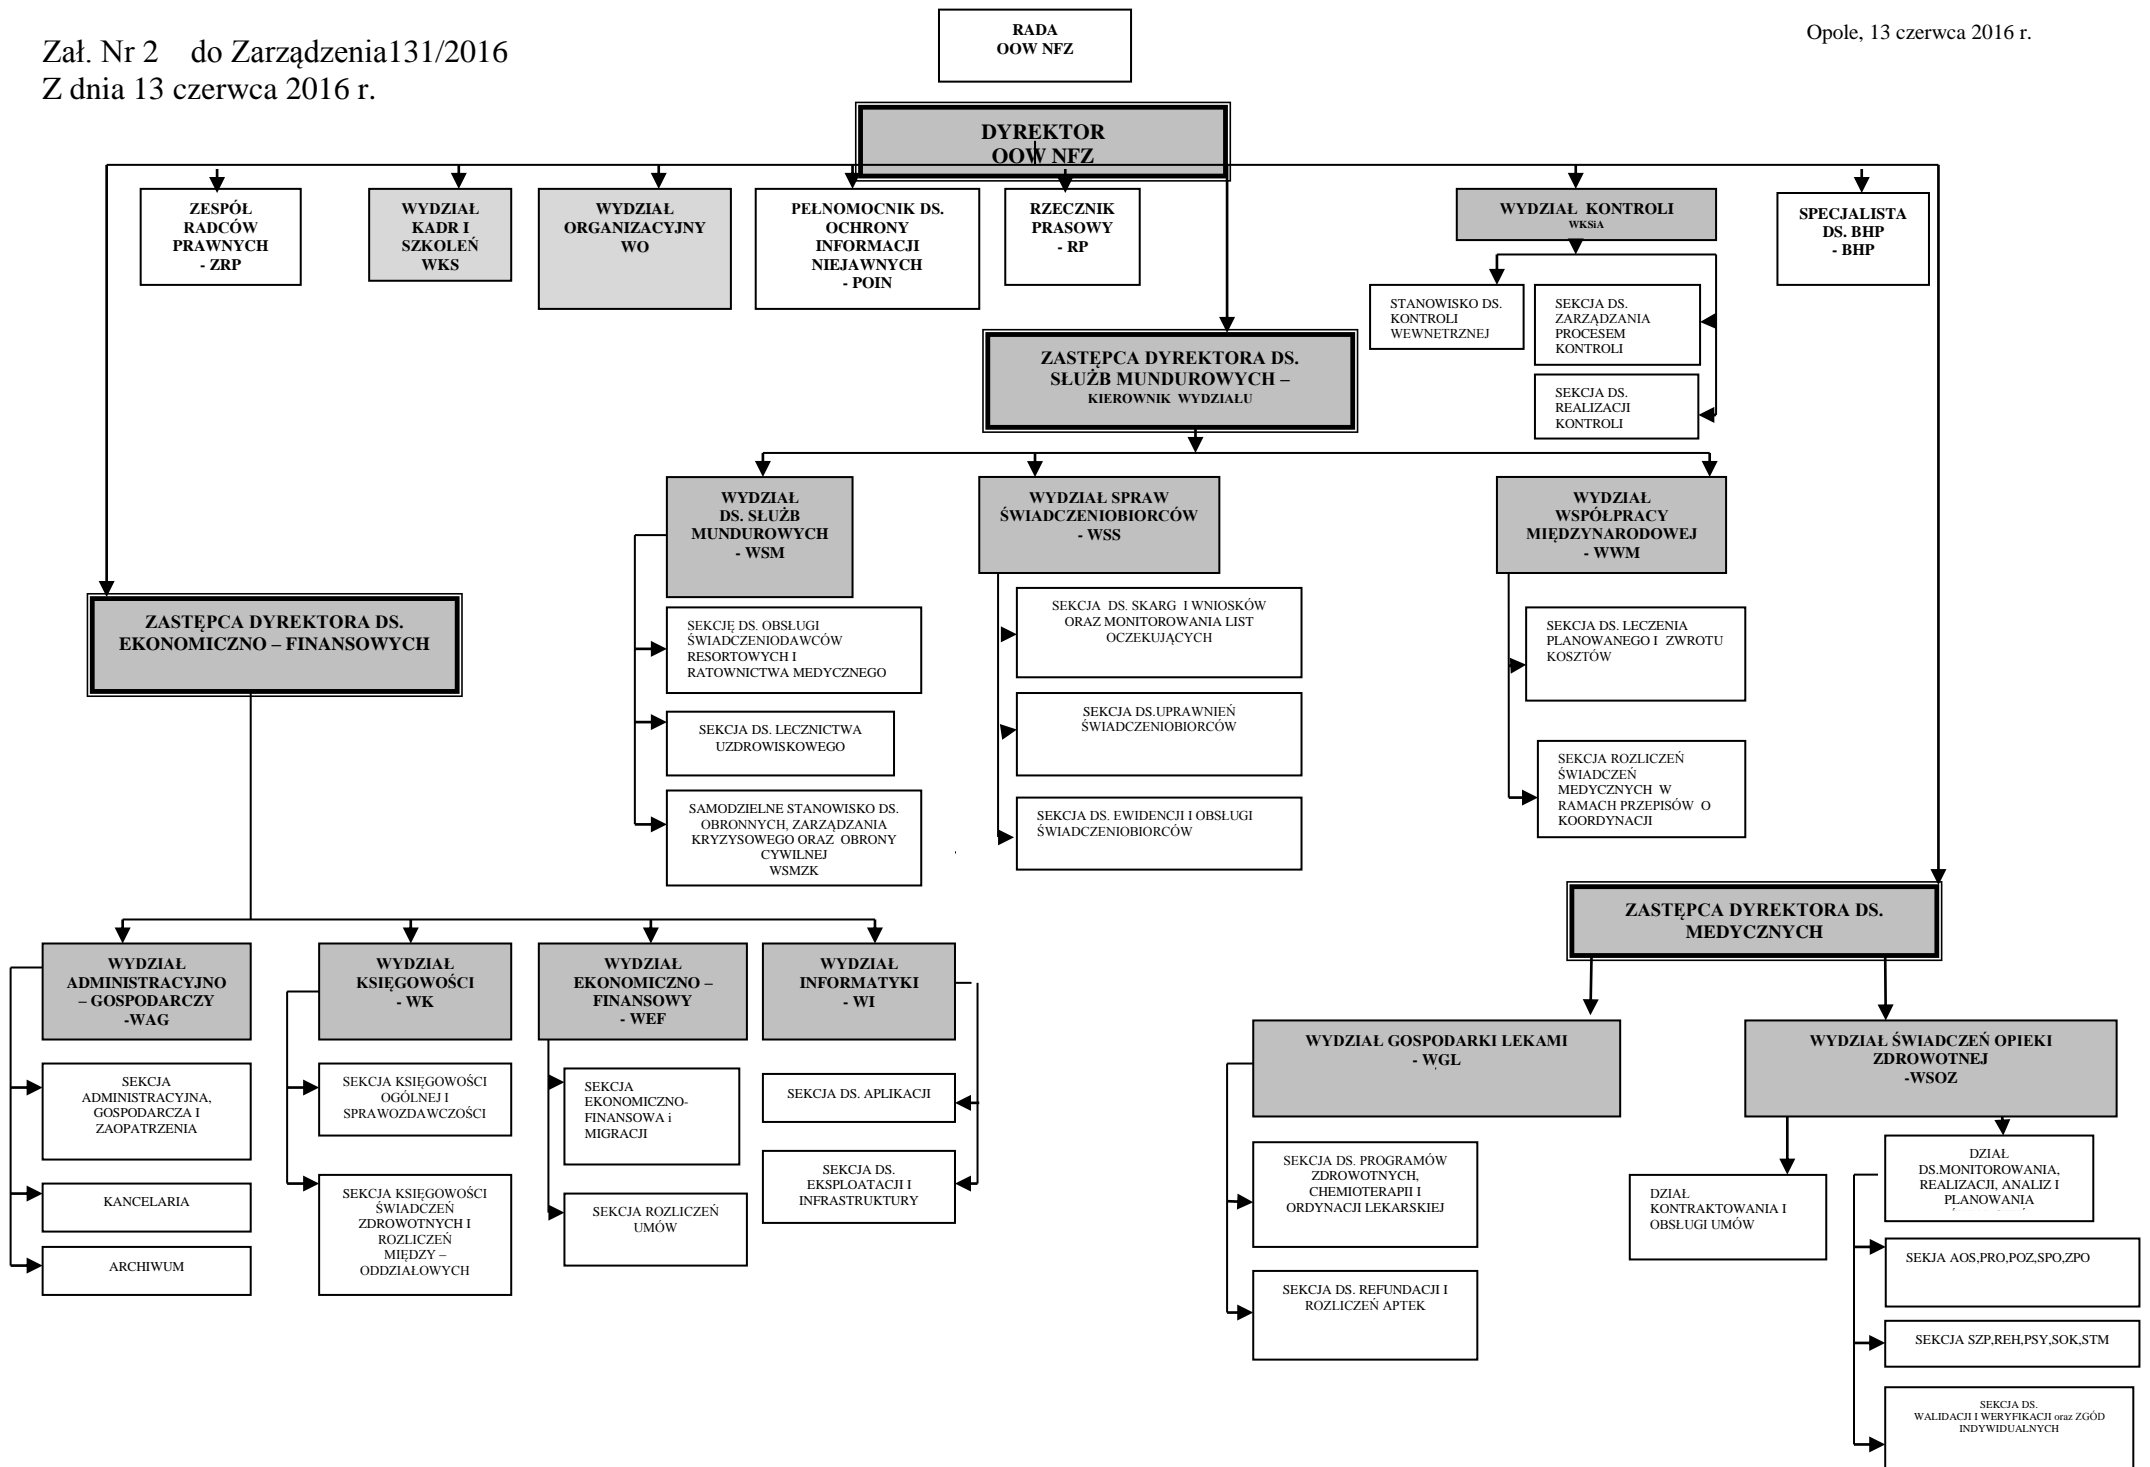 Zał. Nr 2    do Zarządzenia131/2016
Z dnia 13 czerwca 2016 r.
RADA
OOW NFZ
Opole, 13 czerwca 2016 r.
DYREKTOR
OOW NFZ
ZESPÓŁ
RADCÓW
PRAWNYCH
- ZRP
WYDZIAŁ
KADR I
SZKOLEŃ
WKS
WYDZIAŁ
ORGANIZACYJNY
WO
PEŁNOMOCNIK DS.
OCHRONY
INFORMACJI
NIEJAWNYCH
- POIN
RZECZNIK
PRASOWY
- RP
WYDZIAŁ  KONTROLI
WKSiA
SPECJALISTA
DS. BHP
- BHP
STANOWISKO DS.
KONTROLI
WEWNĘTRZNEJ
SEKCJA DS.
ZARZĄDZANIA
PROCESEM
KONTROLI
SEKCJA DS.
REALIZACJI
KONTROLI
ZASTĘPCA DYREKTORA DS.
SŁUŻB MUNDUROWYCH –
KIEROWNIK  WYDZIAŁU
WYDZIAŁ
DS. SŁUŻB
MUNDUROWYCH
- WSM
WYDZIAŁ SPRAW
ŚWIADCZENIOBIORCÓW
- WSS
WYDZIAŁ
WSPÓŁPRACY
MIĘDZYNARODOWEJ
- WWM
ZASTĘPCA DYREKTORA DS.
EKONOMICZNO – FINANSOWYCH
SEKCJĘ DS. OBSŁUGI
ŚWIADCZENIODAWCÓW
RESORTOWYCH I
RATOWNICTWA MEDYCZNEGO
SEKCJA DS. LECZNICTWA
UZDROWISKOWEGO
SAMODZIELNE STANOWISKO DS.
OBRONNYCH, ZARZĄDZANIA
KRYZYSOWEGO ORAZ  OBRONY
CYWILNEJ
WSMZK
SEKCJA  DS. SKARG  I WNIOSKÓW
ORAZ MONITOROWANIA LIST
OCZEKUJĄCYCH
SEKCJA DS.UPRAWNIEŃ
ŚWIADCZENIOBIORCÓW
SEKCJA DS. EWIDENCJI I OBSŁUGI
ŚWIADCZENIOBIORCÓW
SEKCJA DS. LECZENIA
PLANOWANEGO I  ZWROTU
KOSZTÓW
SEKCJA ROZLICZEŃ
ŚWIADCZEŃ
MEDYCZNYCH  W
RAMACH PRZEPISÓW  O
KOORDYNACJI
ZASTĘPCA DYREKTORA DS.
MEDYCZNYCH
WYDZIAŁ
ADMINISTRACYJNO
– GOSPODARCZY
-WAG
WYDZIAŁ
KSIĘGOWOŚCI
- WK
WYDZIAŁ
EKONOMICZNO –
FINANSOWY
- WEF
WYDZIAŁ
INFORMATYKI
- WI
SEKCJA
ADMINISTRACYJNA,
GOSPODARCZA I
ZAOPATRZENIA
KANCELARIA
ARCHIWUM
SEKCJA KSIĘGOWOŚCI
OGÓLNEJ I
SPRAWOZDAWCZOŚCI
SEKCJA KSIĘGOWOŚCI
ŚWIADCZEŃ
ZDROWOTNYCH I
ROZLICZEŃ
MIĘDZY –
ODDZIAŁOWYCH
SEKCJA
EKONOMICZNO-
FINANSOWA i
MIGRACJI
SEKCJA ROZLICZEŃ
UMÓW
SEKCJA DS. APLIKACJI
SEKCJA DS.
EKSPLOATACJI I
INFRASTRUKTURY
WYDZIAŁ GOSPODARKI LEKAMI
- WGL
WYDZIAŁ ŚWIADCZEŃ OPIEKI
ZDROWOTNEJ
-WSOZ
SEKCJA DS. PROGRAMÓW
ZDROWOTNYCH,
CHEMIOTERAPII I
ORDYNACJI LEKARSKIEJ
SEKCJA DS. REFUNDACJI I
ROZLICZEŃ APTEK
DZIAŁ
KONTRAKTOWANIA I
OBSŁUGI UMÓW
DZIAŁ
DS.MONITOROWANIA,
REALIZACJI, ANALIZ I
PLANOWANIA
SEKJA AOS,PRO,POZ,SPO,ZPO
SEKCJA SZP,REH,PSY,SOK,STM
SEKCJA DS.
WALIDACJI I WERYFIKACJI oraz ZGÓD
INDYWIDUALNYCH